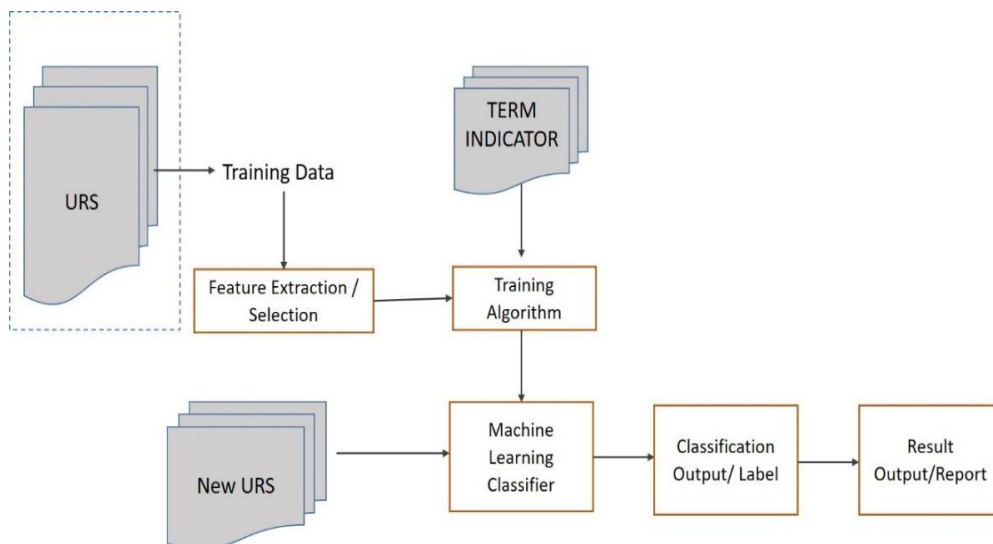 TERM
INDICATOR
URS
Training Data
Feature Extraction /
Selection
Training
Algorithm
New URS
Machine
Learning
Classifier
Classification
Output/ Label
Result
Output/Report